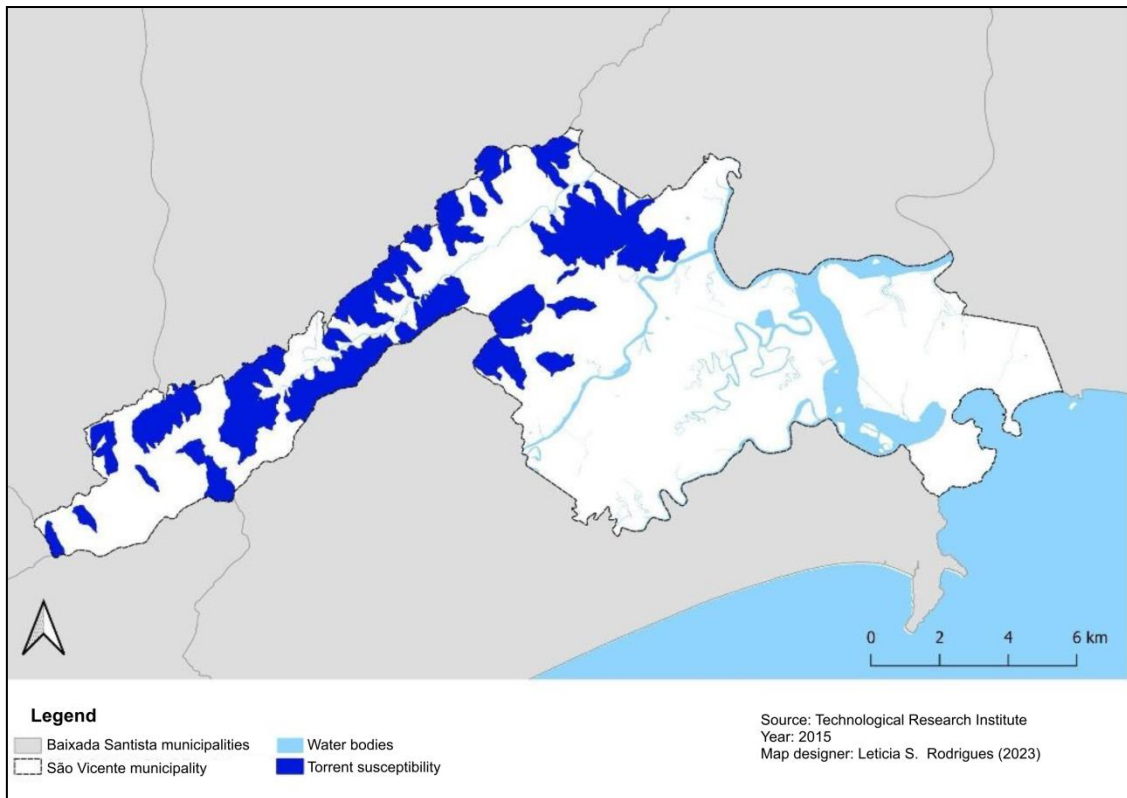 0 2 4 6 km
Legend
Baixada Santista municipalities
São Vicente municipality
Water bodies
Torrent susceptibility
Source: Technological Research Institute
Year: 2015
Map designer: Leticia S. Rodrigues (2023)